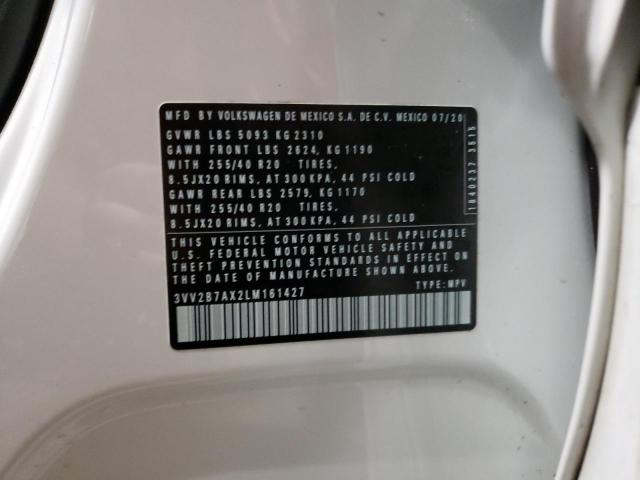 MFD BY VOLKSWAGEN DE MEXICO S.A. DE C.V. MEXICO 07/20
GVWR LBS 5093 KG 2310
GAWR FRONT LBS 2624, KG 1190
WITH 255/40 R20 TIRES,
8.5JX20 RIMS, AT 300 KPA, 44 PSI COLD
GAWR REAR LBS 2579, KG 1170
WITH 255/40 R20 TIRES,
8.5JX20 RIMS, AT 300 KPA, 44 PSI COLD
1840237 3515
THIS VEHICLE CONFORMS TO ALL APPLICABLE
U.S. FEDERAL MOTOR VEHICLE SAFETY AND
THEFT PREVENTION STANDARDS IN EFFECT ON
THE DATE OF MANUFACTURE SHOWN ABOVE
3VV2B7AX2LM161427 TYPE: MPV